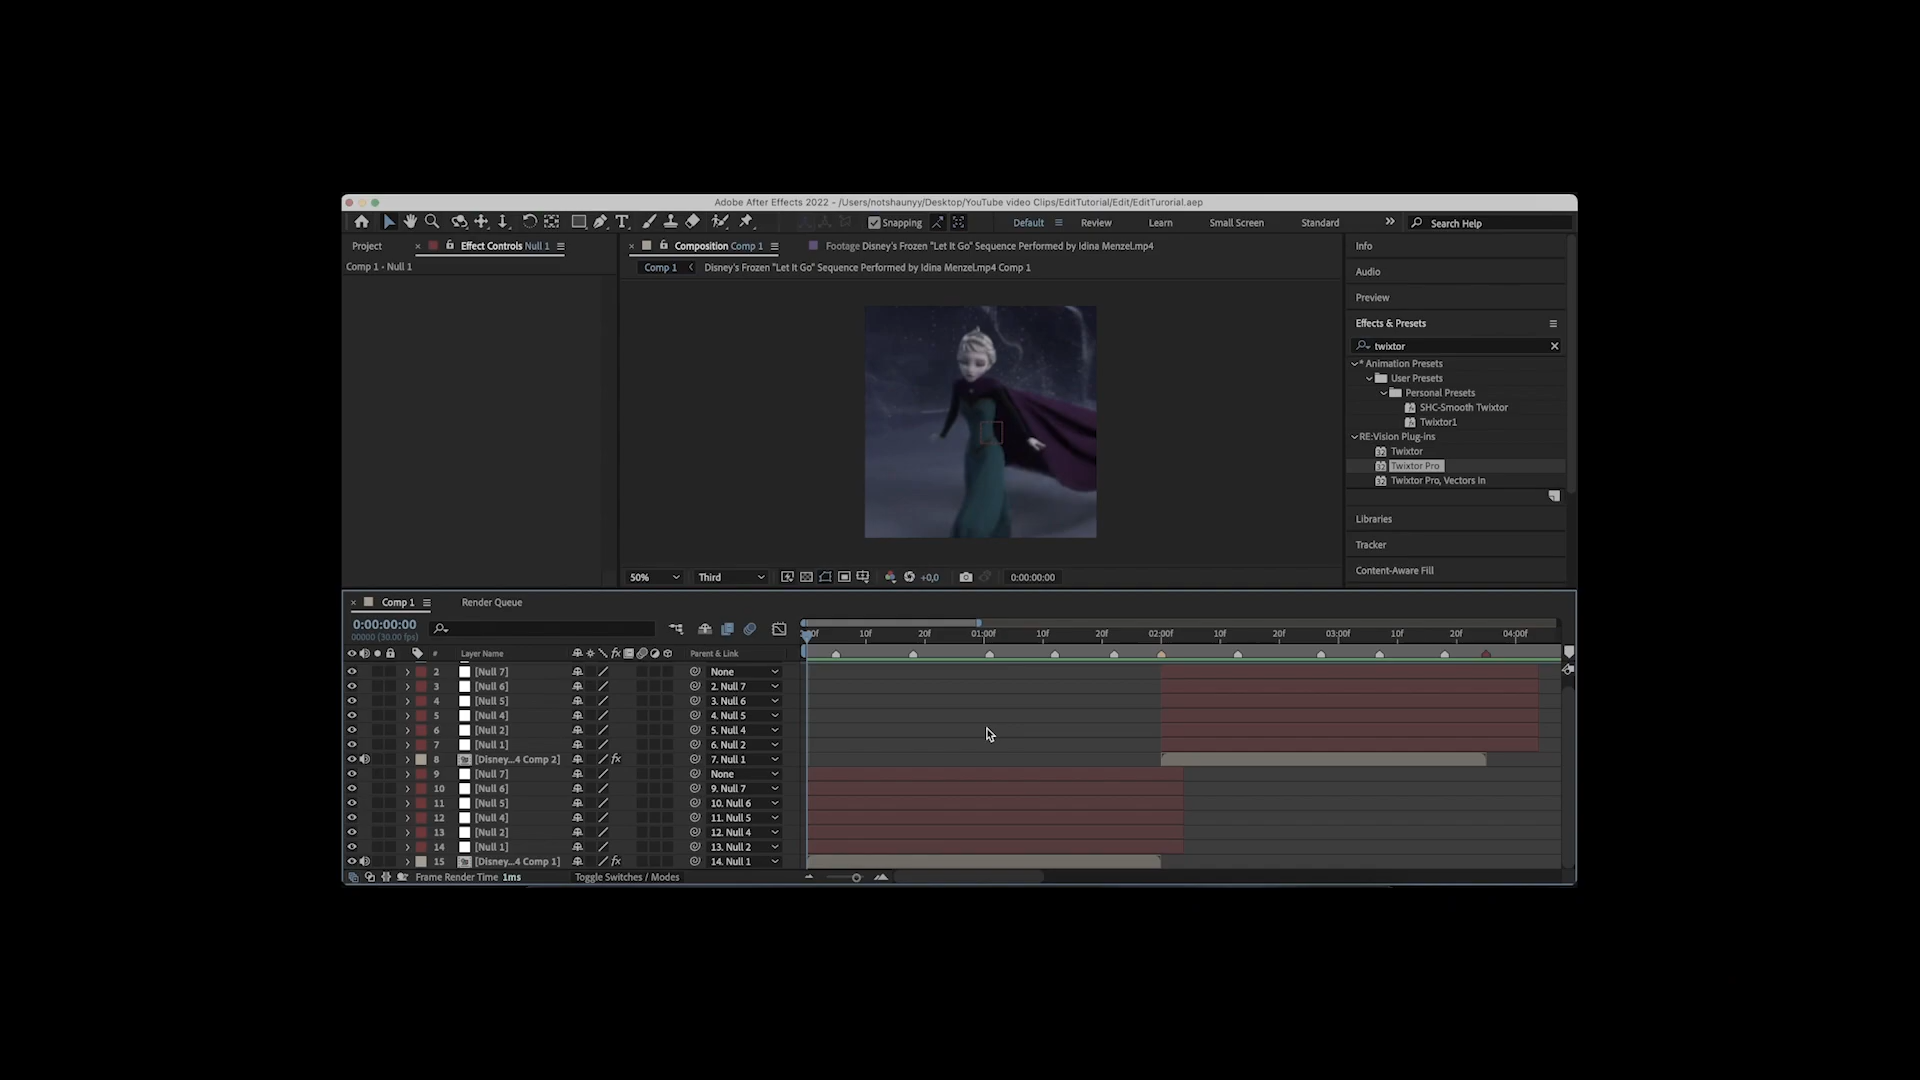 Adobe After Effects 2022 - /Users/notshaunyy/Desktop/YouTube video Clips/EditTutorial/Edit/EditTurorial.aep
Snapping
Default
Review
Learn
Small Screen
Standard
Search Help
Project
Effect Controls Null 1
Composition Comp 1
Footage Disney's Frozen "Let It Go" Sequence Performed by Idina Menzel.mp4
Info
Comp 1 - Null 1
Comp 1
Disney's Frozen "Let It Go" Sequence Performed by Idina Menzel.mp4 Comp 1
Audio
Preview
Effects & Presets
twixtor
* Animation Presets
User Presets
Personal Presets
SHC-Smooth Twixtor
Twixtor1
RE:Vision Plug-ins
Twixtor
Twixtor Pro
Twixtor Pro, Vectors In
Libraries
Tracker
Content-Aware Fill
50%
Third
+0,0
0:00:00:00
Comp 1
Render Queue
0:00:00:00
00000 (30.00 fps)
10f 20f 01:00f 10f 20f 02:00f 10f 20f 03:00f 10f 20f 04:00f
# Layer Name fx Parent & Link
2 [Null 7] None
3 [Null 6] 2. Null 7
4 [Null 5] 3. Null 6
5 [Null 4] 4. Null 5
6 [Null 2] 5. Null 4
7 [Null 1] 6. Null 2
8 [Disney...4 Comp 2] fx 7. Null 1
9 [Null 7] None
10 [Null 6] 9. Null 7
11 [Null 5] 10. Null 6
12 [Null 4] 11. Null 5
13 [Null 2] 12. Null 4
14 [Null 1] 13. Null 2
15 [Disney...4 Comp 1] fx 14. Null 1
Frame Render Time 1ms
Toggle Switches / Modes